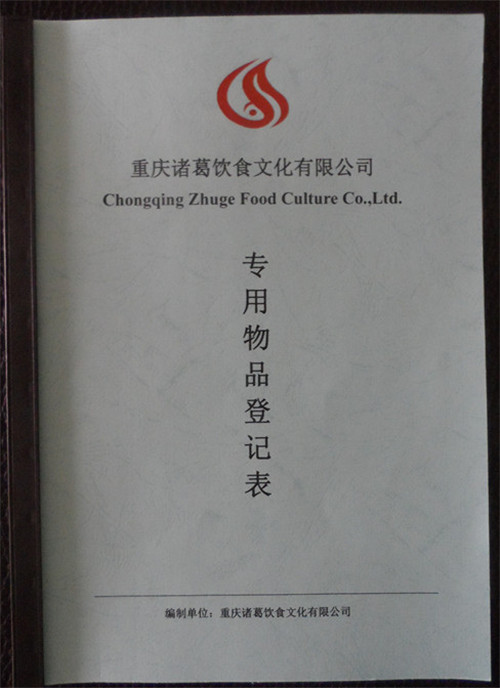 重庆诸葛饮食文化有限公司
Chongqing Zhuge Food Culture Co.,Ltd.
专用物品登记表
编制单位：重庆诸葛饮食文化有限公司